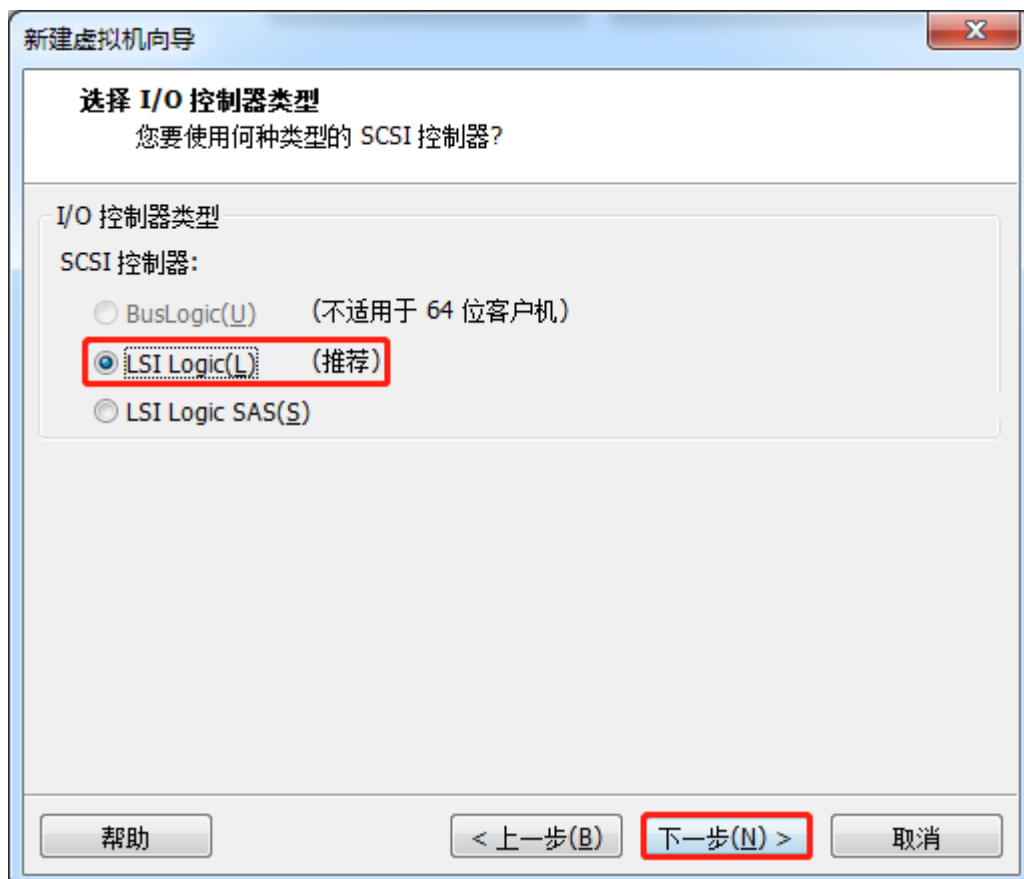 新建虚拟机向导
选择 I/O 控制器类型
您要使用何种类型的 SCSI 控制器?
I/O 控制器类型
SCSI 控制器:
BusLogic(U) (不适用于 64 位客户机)
LSI Logic(L) (推荐)
LSI Logic SAS(S)
帮助 < 上一步(B) 下一步(N) > 取消